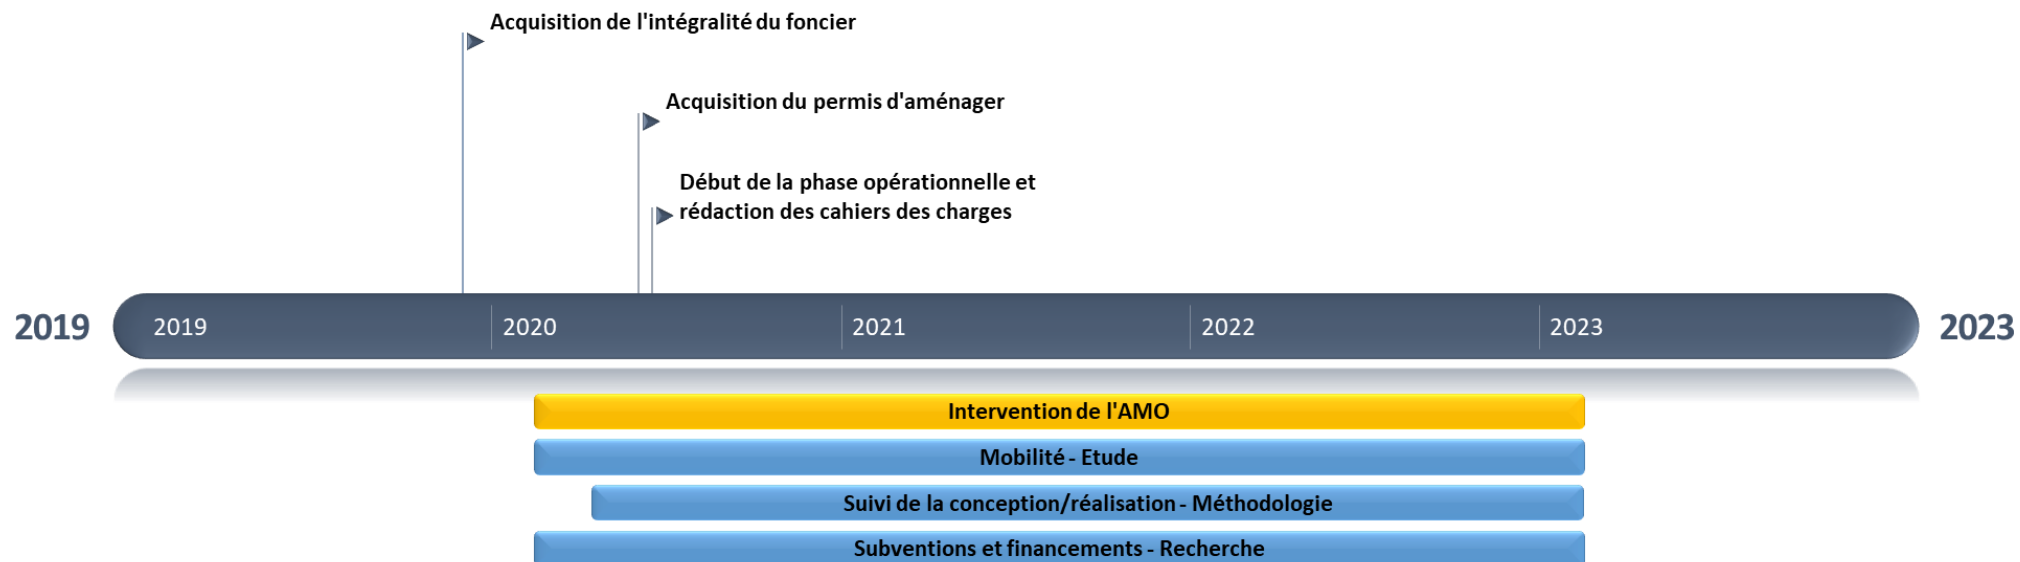 Acquisition de l'intégralité du foncier
Acquisition du permis d'aménager
Début de la phase opérationnelle et
rédaction des cahiers des charges
2019
2019
2020
2021
2022
2023
2023
Intervention de l'AMO
Mobilité - Etude
Suivi de la conception/réalisation - Méthodologie
Subventions et financements - Recherche